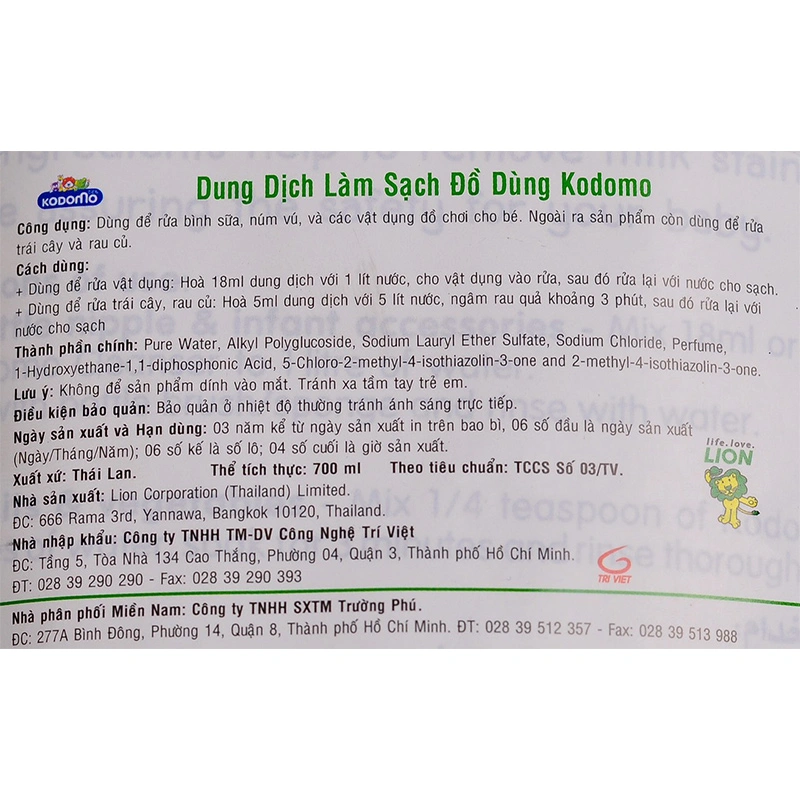 KODOMO
Dung Dịch Làm Sạch Đồ Dùng Kodomo
Công dụng: Dùng để rửa bình sữa, núm vú, và các vật dụng đồ chơi cho bé. Ngoài ra sản phẩm còn dùng để rửa
trái cây và rau củ.
Cách dùng:
+ Dùng để rửa vật dụng: Hoà 18ml dung dịch với 1 lít nước, cho vật dụng vào rửa, sau đó rửa lại với nước cho sạch.
+ Dùng để rửa trái cây, rau củ: Hoà 5ml dung dịch với 5 lít nước, ngâm rau quả khoảng 3 phút, sau đó rửa lại với
nước cho sạch
Thành phần chính: Pure Water, Alkyl Polyglucoside, Sodium Lauryl Ether Sulfate, Sodium Chloride, Perfume,
1-Hydroxyethane-1,1-diphosphonic Acid, 5-Chloro-2-methyl-4-isothiazolin-3-one and 2-methyl-4-isothiazolin-3-one.
Lưu ý: Không để sản phẩm dính vào mắt. Tránh xa tầm tay trẻ em.
Điều kiện bảo quản: Bảo quản ở nhiệt độ thường tránh ánh sáng trực tiếp.
Ngày sản xuất và Hạn dùng: 03 năm kể từ ngày sản xuất in trên bao bì, 06 số đầu là ngày sản xuất
(Ngày/Tháng/Năm); 06 số kế là số lô; 04 số cuối là giờ sản xuất.
Xuất xứ: Thái Lan. Thể tích thực: 700 ml Theo tiêu chuẩn: TCCS Số 03/TV.
life.love.
LION
Nhà sản xuất: Lion Corporation (Thailand) Limited.
ĐC: 666 Rama 3rd, Yannawa, Bangkok 10120, Thailand.
Nhà nhập khẩu: Công ty TNHH TM-DV Công Nghệ Trí Việt
ĐC: Tầng 5, Tòa Nhà 134 Cao Thắng, Phường 04, Quận 3, Thành phố Hồ Chí Minh.
ĐT: 028 39 290 290 - Fax: 028 39 290 393
TRI VIET
Nhà phân phối Miền Nam: Công ty TNHH SXTM Trường Phú.
ĐC: 277A Bình Đông, Phường 14, Quận 8, Thành phố Hồ Chí Minh. ĐT: 028 39 512 357 - Fax: 028 39 513 988